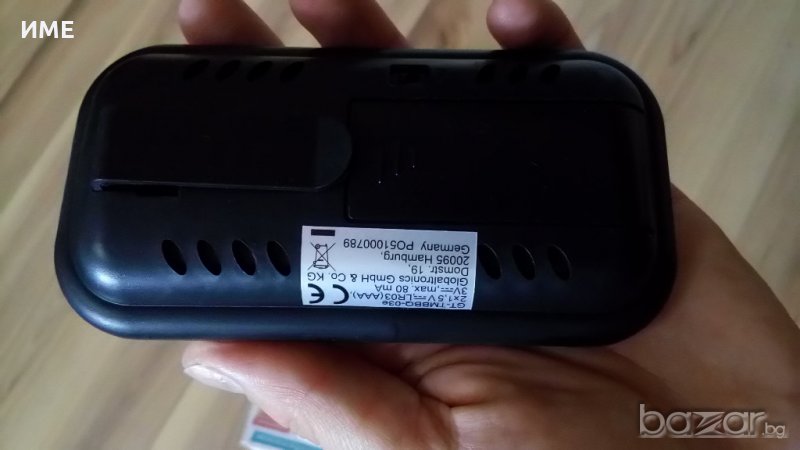 ИМЕ
GT-TMBBQ-03e
2x1,5V⎓,LR03(AAA),
3V⎓,max. 80 mA
Globaltronics GmbH & Co. KG
Domstr. 19,
20095 Hamburg,
Germany PO51000789
CE
bazar.bg